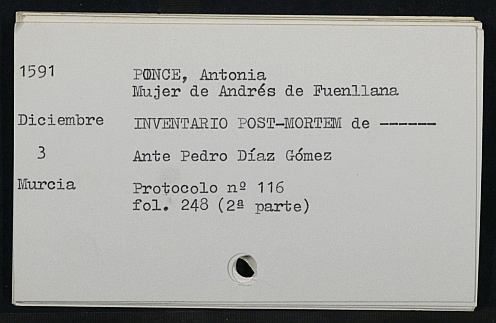 1591 PONCE, Antonia
Mujer de Andrés de Fuenllana
Diciembre INVENTARIO POST-MORTEM de ------
3 Ante Pedro Díaz Gómez
Murcia Protocolo nº 116
fol. 248 (2ª parte)